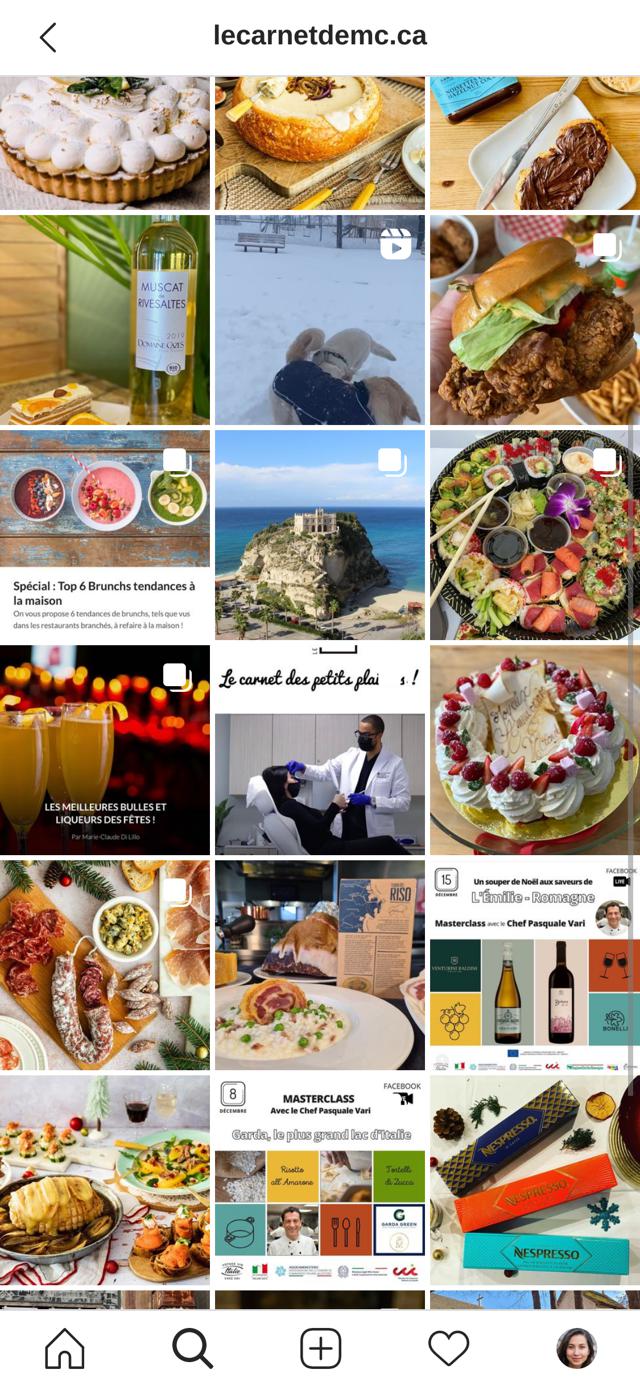 lecarnetdemc.ca
NOISETTES &
HAZELNUT COCOA
MUSCAT
de
RIVESALTES
2019
DOMAINE CAZES
BIO
Spécial : Top 6 Brunchs tendances à
la maison
On vous propose 6 tendances de brunchs, tels que vus
dans les restaurants branchés, à refaire à la maison !
LES MEILLEURES BULLES ET
LIQUEURS DES FÊTES !
Par Marie-Claude Di Lillo
Le carnet des petits plai s !
RISO
15
DÉCEMBRE
FACEBOOK
LIVE
Un souper de Noël aux saveurs de
L'Émilie - Romagne
Masterclass avec le Chef Pasquale Vari
VENTURINI BALDINI
BONELLI
8
DÉCEMBRE
MASTERCLASS
Avec le Chef Pasquale Vari
FACEBOOK
Garda, le plus grand lac d'Italie
Risotto
all'Amarone
Tortelli
di Zucca
G
GARDA GREEN
NESPRESSO
NESPRESSO
NESPRESSO